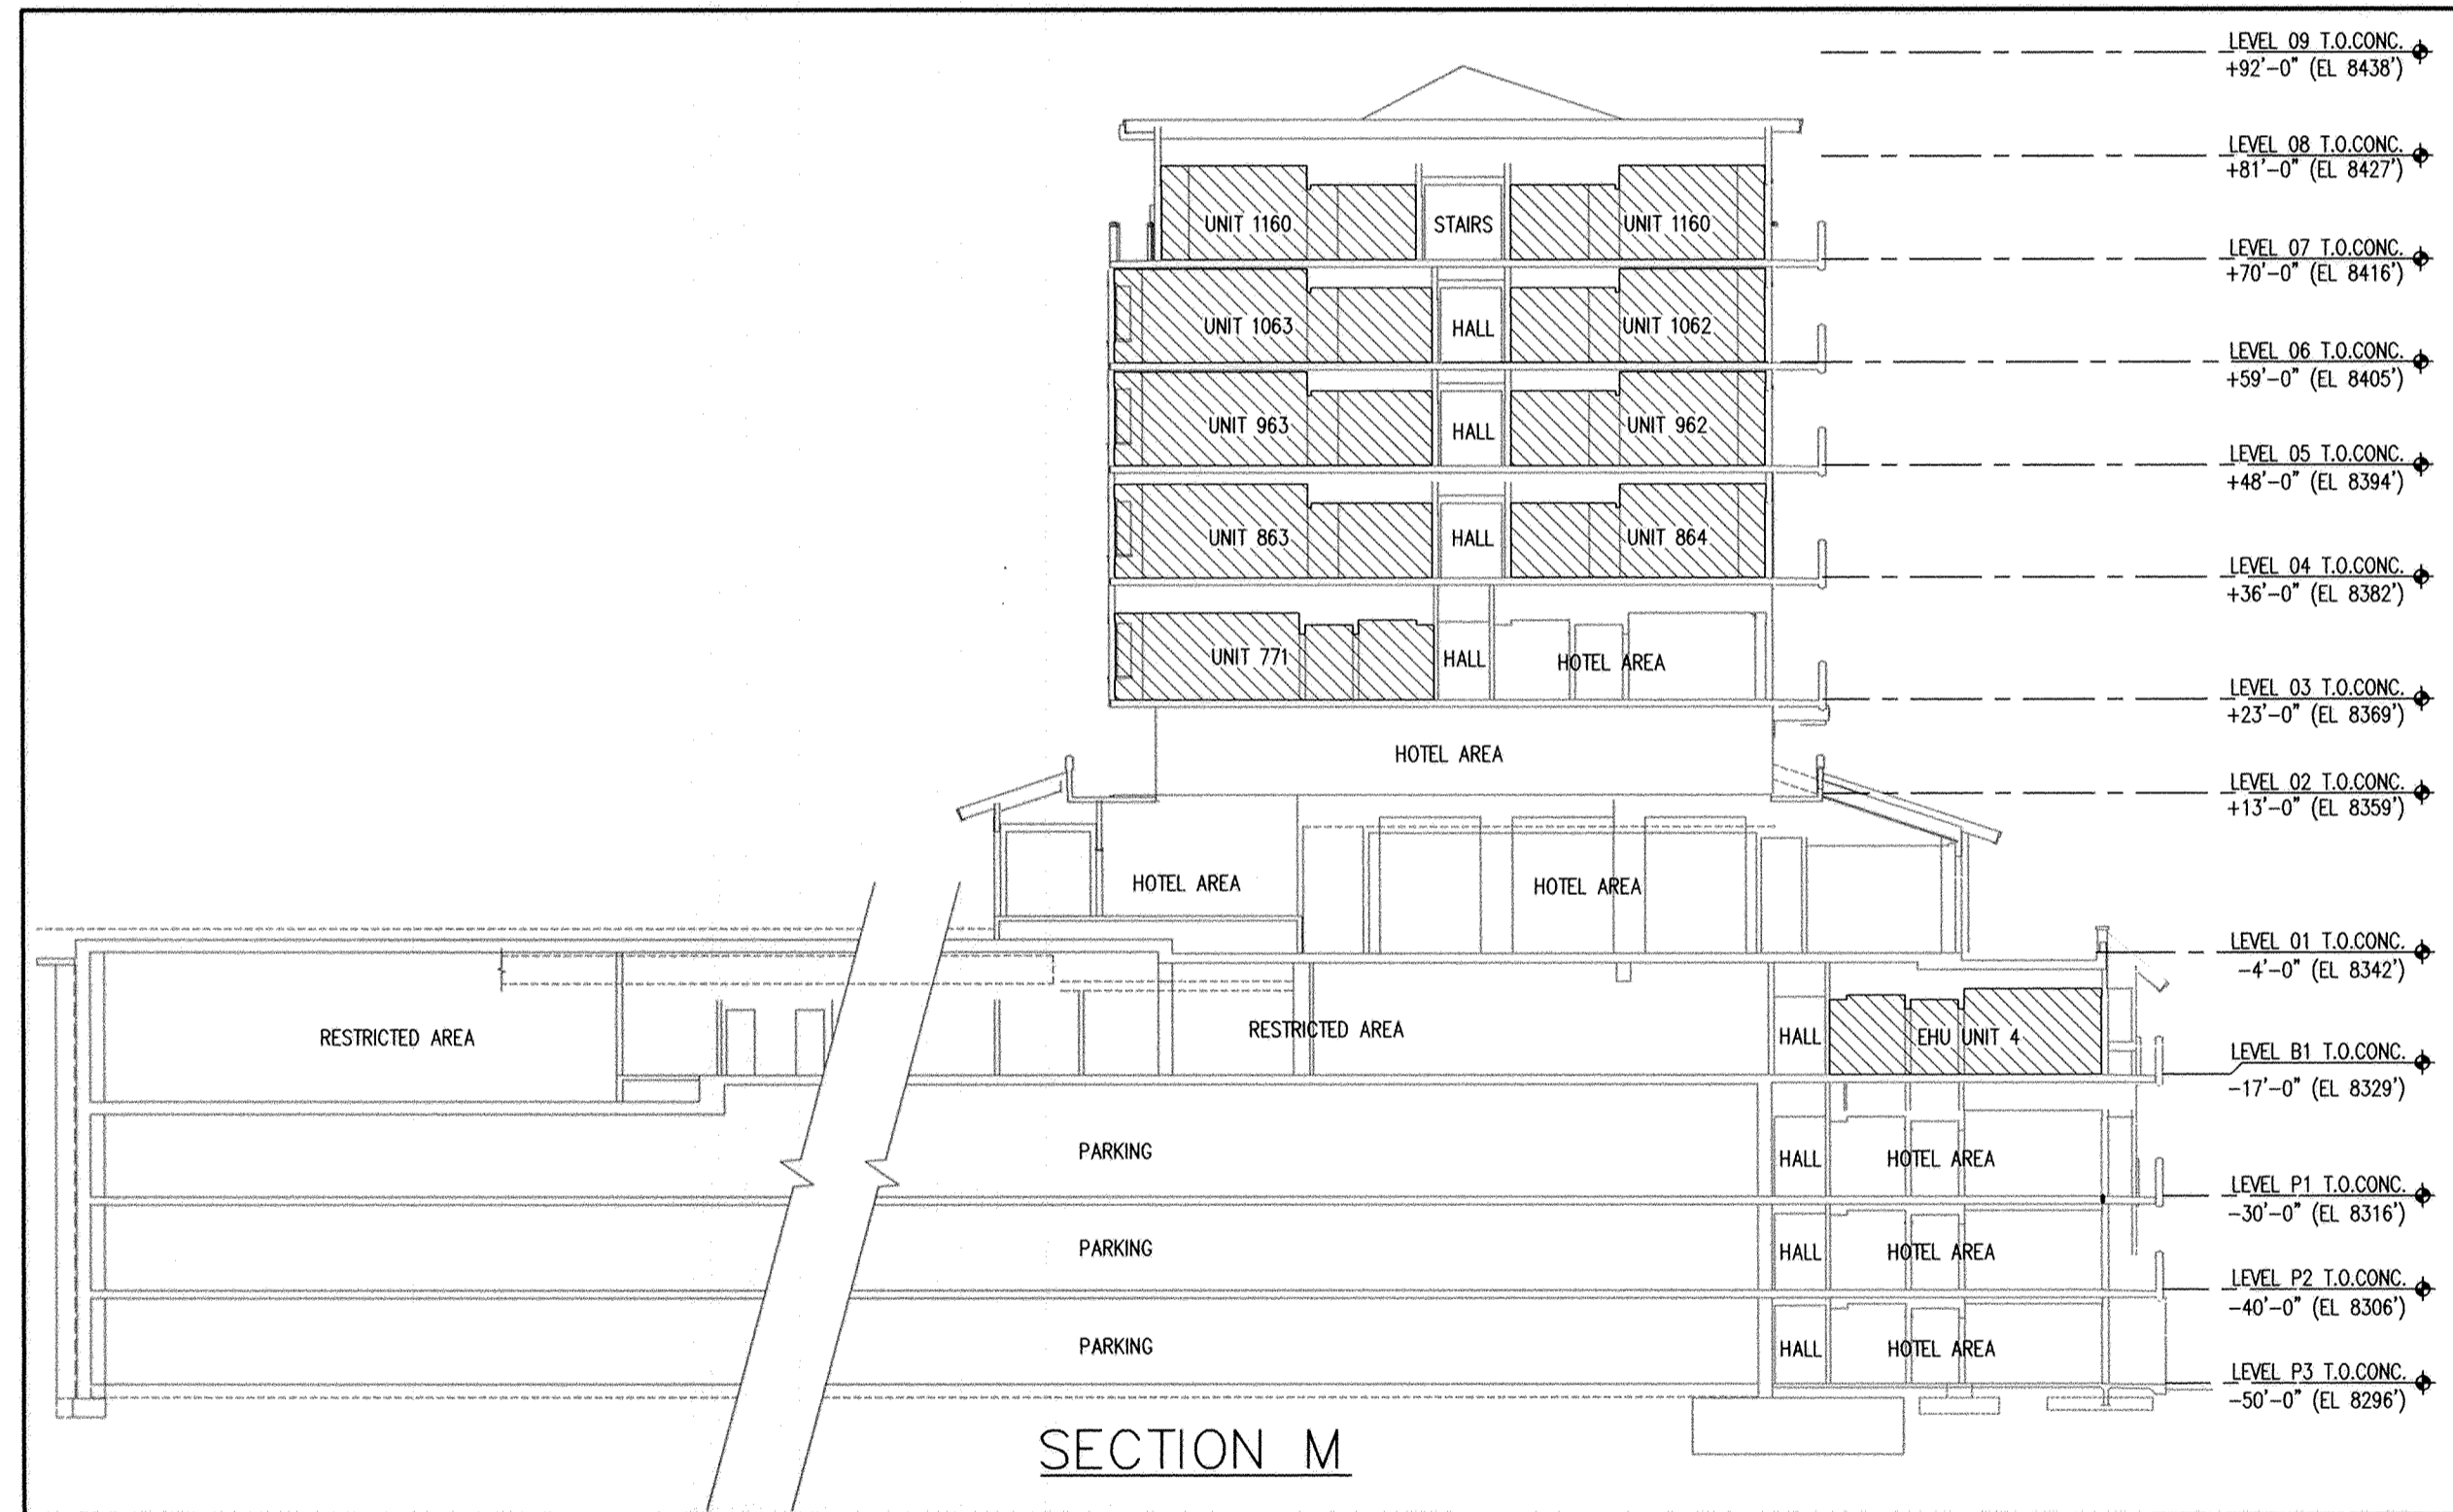 LEVEL 09 T.O.CONC.
+92'-0" (EL 8438')
LEVEL 08 T.O.CONC.
+81'-0" (EL 8427')
UNIT 1160 STAIRS UNIT 1160
LEVEL 07 T.O.CONC.
+70'-0" (EL 8416')
UNIT 1063 HALL UNIT 1062
LEVEL 06 T.O.CONC.
+59'-0" (EL 8405')
UNIT 963 HALL UNIT 962
LEVEL 05 T.O.CONC.
+48'-0" (EL 8394')
UNIT 863 HALL UNIT 864
LEVEL 04 T.O.CONC.
+36'-0" (EL 8382')
UNIT 771 HALL HOTEL AREA
LEVEL 03 T.O.CONC.
+23'-0" (EL 8369')
HOTEL AREA
LEVEL 02 T.O.CONC.
+13'-0" (EL 8359')
HOTEL AREA HOTEL AREA
LEVEL 01 T.O.CONC.
-4'-0" (EL 8342')
RESTRICTED AREA RESTRICTED AREA HALL EHU UNIT 4
LEVEL B1 T.O.CONC.
-17'-0" (EL 8329')
PARKING HALL HOTEL AREA
LEVEL P1 T.O.CONC.
-30'-0" (EL 8316')
PARKING HALL HOTEL AREA
LEVEL P2 T.O.CONC.
-40'-0" (EL 8306')
PARKING HALL HOTEL AREA
LEVEL P3 T.O.CONC.
-50'-0" (EL 8296')
SECTION M